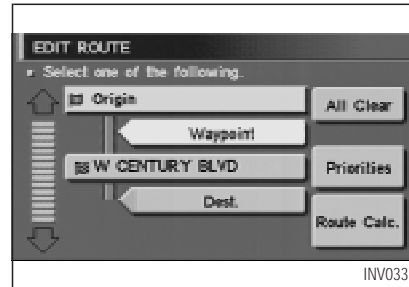 EDIT ROUTE
Select one of the following.
Origin
All Clear
Waypoint
W CENTURY BLVD
Priorities
Dest.
Route Calc.
INV033